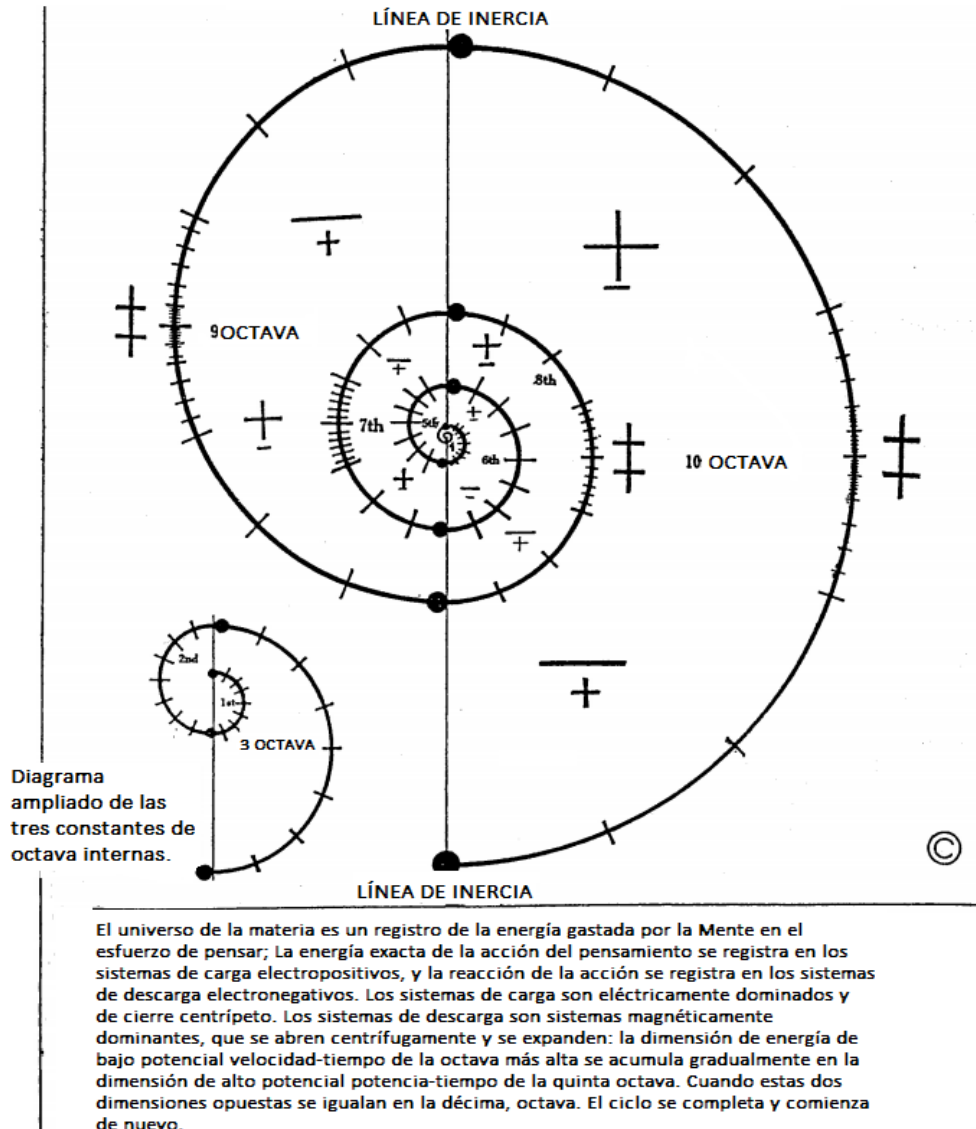 LÍNEA DE INERCIA
9 OCTAVA
8th
7th
5th
6th
10 OCTAVA
2nd
1st
3 OCTAVA
Diagrama
ampliado de las
tres constantes de
octava internas.
©
LÍNEA DE INERCIA
El universo de la materia es un registro de la energía gastada por la Mente en el
esfuerzo de pensar; La energía exacta de la acción del pensamiento se registra en los
sistemas de carga electropositivos, y la reacción de la acción se registra en los sistemas
de descarga electronegativos. Los sistemas de carga son eléctricamente dominados y
de cierre centrípeto. Los sistemas de descarga son sistemas magnéticamente
dominantes, que se abren centrífugamente y se expanden: la dimensión de energía de
bajo potencial velocidad-tiempo de la octava más alta se acumula gradualmente en la
dimensión de alto potencial potencia-tiempo de la quinta octava. Cuando estas dos
dimensiones opuestas se igualan en la décima, octava. El ciclo se completa y comienza
de nuevo.